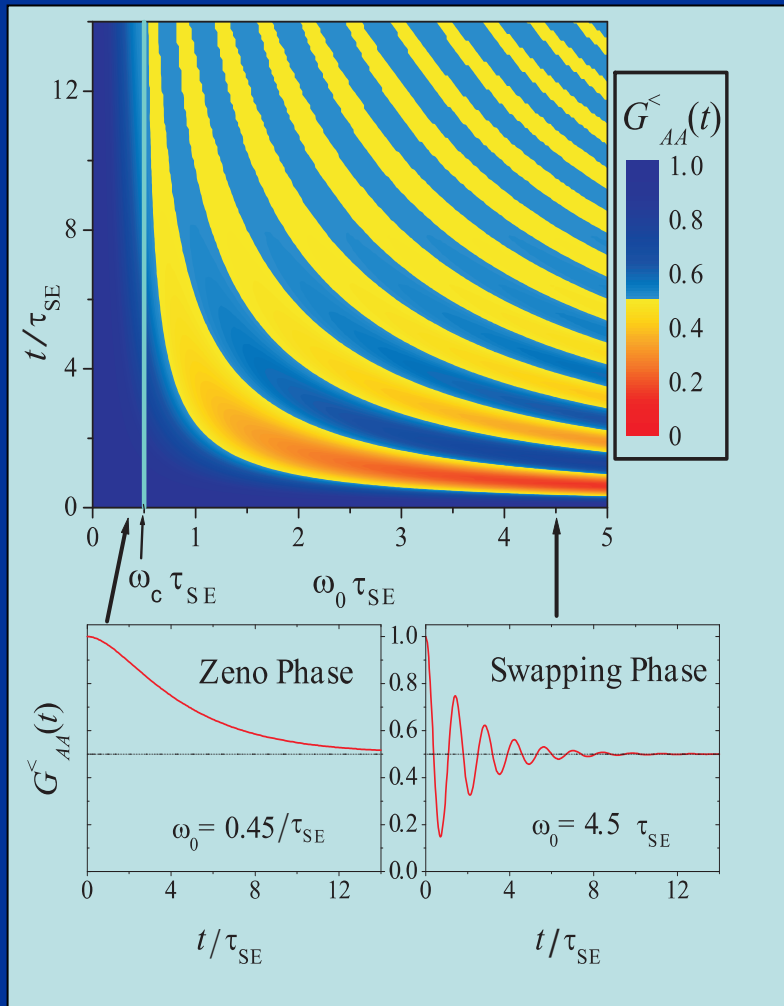 12
8
4
0
t/τSE
0 1 2 3 4 5
ωc τSE
ω0 τSE
G<AA(t)
1.0
0.8
0.6
0.4
0.2
0
Zeno Phase
ω0 = 0.45/τSE
G<AA(t)
0 4 8 12
t/τSE
Swapping Phase
ω0 = 4.5 τSE
1.0
0.8
0.6
0.4
0.2
0.0
0 4 8 12
t/τSE